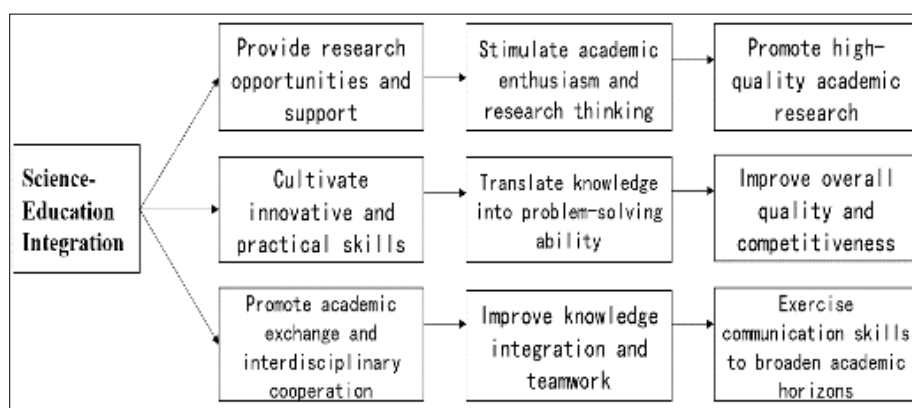 Science-
Education
Integration
Provide research
opportunities and
support
Stimulate academic
enthusiasm and
research thinking
Promote high-
quality academic
research
Cultivate
innovative and
practical skills
Translate knowledge
into problem-solving
ability
Improve overall
quality and
competitiveness
Promote academic
exchange and
interdisciplinary
cooperation
Improve knowledge
integration and
teamwork
Exercise
communication skills
to broaden academic
horizons